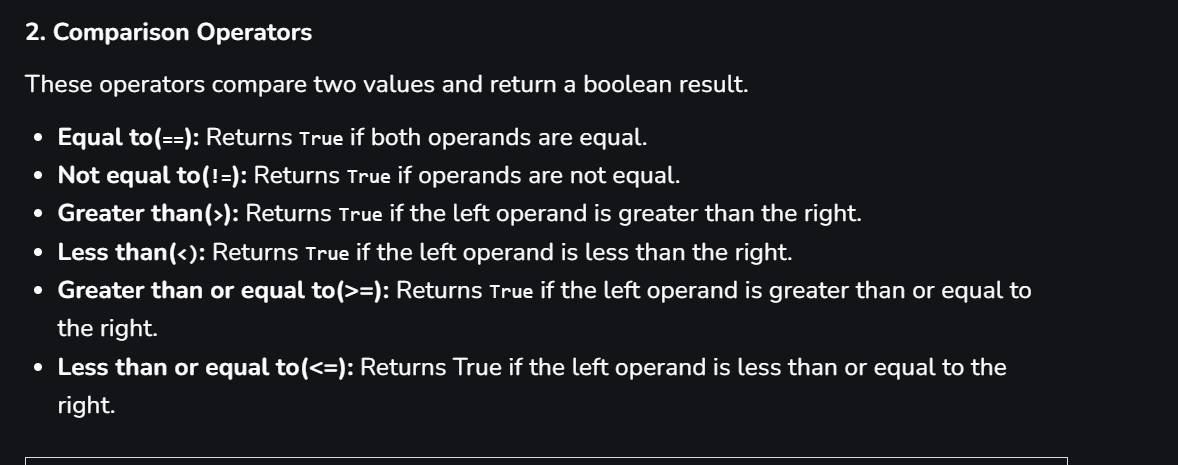 2. Comparison Operators
These operators compare two values and return a boolean result.
• Equal to(==): Returns True if both operands are equal.
• Not equal to(!=): Returns True if operands are not equal.
• Greater than(>): Returns True if the left operand is greater than the right.
• Less than(<): Returns True if the left operand is less than the right.
• Greater than or equal to(>=): Returns True if the left operand is greater than or equal to
the right.
• Less than or equal to(<=): Returns True if the left operand is less than or equal to the
right.